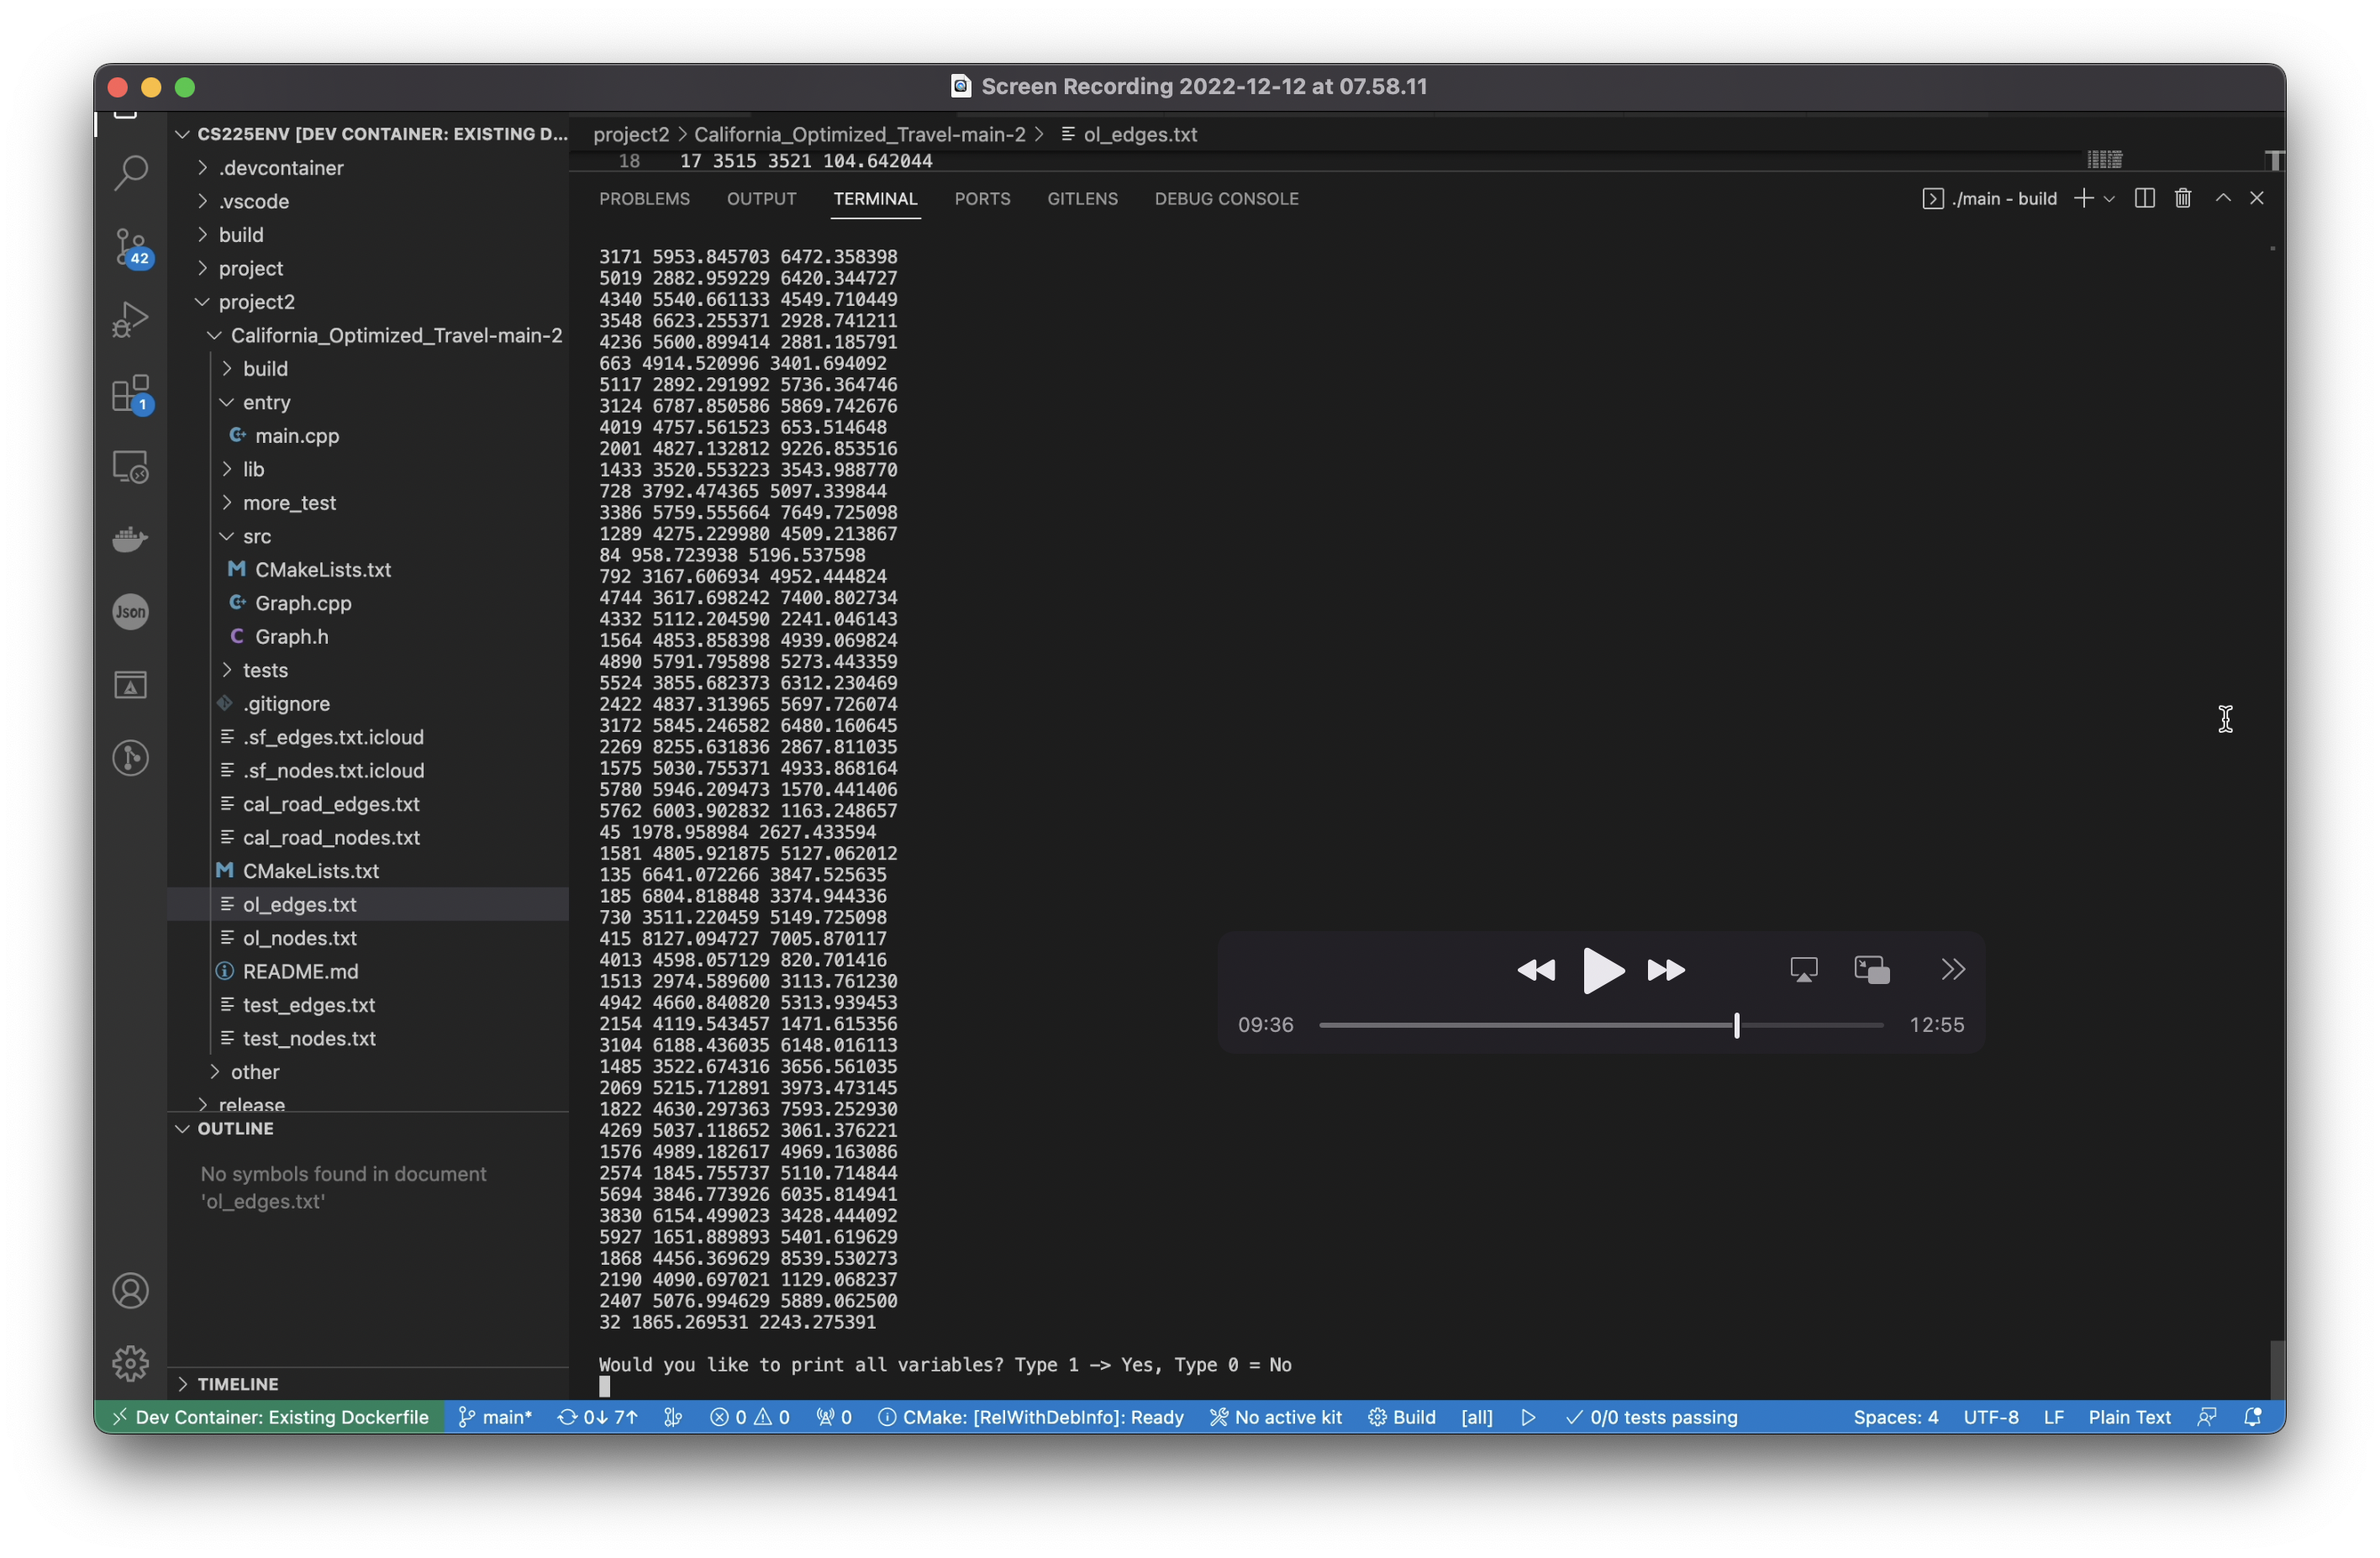 Screen Recording 2022-12-12 at 07.58.11
CS225ENV [DEV CONTAINER: EXISTING D...
.devcontainer
.vscode
build
project
project2
California_Optimized_Travel-main-2
build
entry
main.cpp
lib
more_test
src
CMakeLists.txt
Graph.cpp
Graph.h
tests
.gitignore
.sf_edges.txt.icloud
.sf_nodes.txt.icloud
cal_road_edges.txt
cal_road_nodes.txt
CMakeLists.txt
ol_edges.txt
ol_nodes.txt
README.md
test_edges.txt
test_nodes.txt
other
release
OUTLINE
No symbols found in document
'ol_edges.txt'
TIMELINE
42
1
Json
project2 > California_Optimized_Travel-main-2 > ol_edges.txt
18 17 3515 3521 104.642044
PROBLEMS OUTPUT TERMINAL PORTS GITLENS DEBUG CONSOLE ./main - build
3171 5953.845703 6472.358398
5019 2882.959229 6420.344727
4340 5540.661133 4549.710449
3548 6623.255371 2928.741211
4236 5600.899414 2881.185791
663 4914.520996 3401.694092
5117 2892.291992 5736.364746
3124 6787.850586 5869.742676
4019 4757.561523 653.514648
2001 4827.132812 9226.853516
1433 3520.553223 3543.988770
728 3792.474365 5097.339844
3386 5759.555664 7649.725098
1289 4275.229980 4509.213867
84 958.723938 5196.537598
792 3167.606934 4952.444824
4744 3617.698242 7400.802734
4332 5112.204590 2241.046143
1564 4853.858398 4939.069824
4890 5791.795898 5273.443359
5524 3855.682373 6312.230469
2422 4837.313965 5697.726074
3172 5845.246582 6480.160645
2269 8255.631836 2867.811035
1575 5030.755371 4933.868164
5780 5946.209473 1570.441406
5762 6003.902832 1163.248657
45 1978.958984 2627.433594
1581 4805.921875 5127.062012
135 6641.072266 3847.525635
185 6804.818848 3374.944336
730 3511.220459 5149.725098
415 8127.094727 7005.870117
4013 4598.057129 820.701416
1513 2974.589600 3113.761230
4942 4660.840820 5313.939453
2154 4119.543457 1471.615356
3104 6188.436035 6148.016113
1485 3522.674316 3656.561035
2069 5215.712891 3973.473145
1822 4630.297363 7593.252930
4269 5037.118652 3061.376221
1576 4989.182617 4969.163086
2574 1845.755737 5110.714844
5694 3846.773926 6035.814941
3830 6154.499023 3428.444092
5927 1651.889893 5401.619629
1868 4456.369629 8539.530273
2190 4090.697021 1129.068237
2407 5076.994629 5889.062500
32 1865.269531 2243.275391
Would you like to print all variables? Type 1 -> Yes, Type 0 = No
09:36 12:55
Dev Container: Existing Dockerfile main* 0↓ 7↑ 0 0 0 CMake: [RelWithDebInfo]: Ready No active kit Build [all] 0/0 tests passing Spaces: 4 UTF-8 LF Plain Text